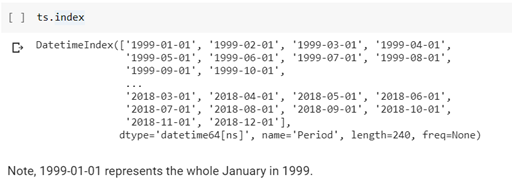 [ ] ts.index
DatetimeIndex(['1999-01-01', '1999-02-01', '1999-03-01', '1999-04-01',
'1999-05-01', '1999-06-01', '1999-07-01', '1999-08-01',
'1999-09-01', '1999-10-01',
...
'2018-03-01', '2018-04-01', '2018-05-01', '2018-06-01',
'2018-07-01', '2018-08-01', '2018-09-01', '2018-10-01',
'2018-11-01', '2018-12-01'],
dtype='datetime64[ns]', name='Period', length=240, freq=None)
Note, 1999-01-01 represents the whole January in 1999.